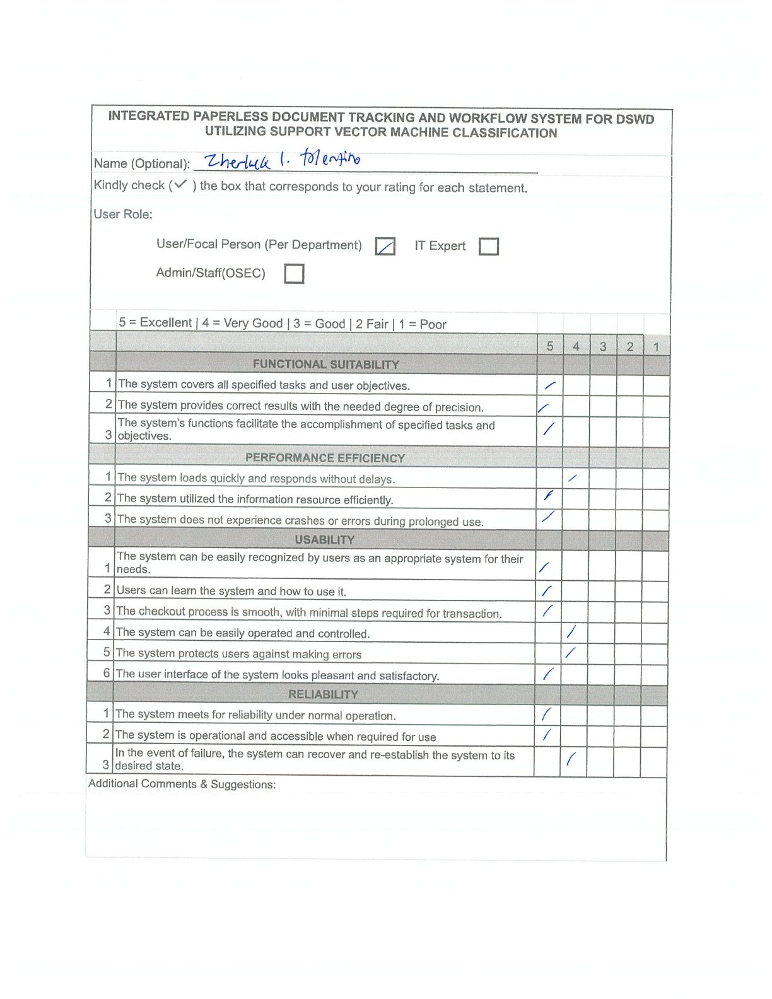 INTEGRATED PAPERLESS DOCUMENT TRACKING AND WORKFLOW SYSTEM FOR DSWD
UTILIZING SUPPORT VECTOR MACHINE CLASSIFICATION
Name (Optional): I. tolentino
Kindly check (✓ ) the box that corresponds to your rating for each statement.
User Role:
User/Focal Person (Per Department) IT Expert
Admin/Staff(OSEC)
5 = Excellent | 4 = Very Good | 3 = Good | 2 Fair | 1 = Poor
5 4 3 2 1
FUNCTIONAL SUITABILITY
1 The system covers all specified tasks and user objectives.
2 The system provides correct results with the needed degree of precision.
The system's functions facilitate the accomplishment of specified tasks and
3 objectives.
PERFORMANCE EFFICIENCY
1 The system loads quickly and responds without delays.
2 The system utilized the information resource efficiently.
3 The system does not experience crashes or errors during prolonged use.
USABILITY
The system can be easily recognized by users as an appropriate system for their
1 needs.
2 Users can learn the system and how to use it.
3 The checkout process is smooth, with minimal steps required for transaction.
4 The system can be easily operated and controlled.
5 The system protects users against making errors
6 The user interface of the system looks pleasant and satisfactory.
RELIABILITY
1 The system meets for reliability under normal operation.
2 The system is operational and accessible when required for use
In the event of failure, the system can recover and re-establish the system to its
3 desired state.
Additional Comments & Suggestions: